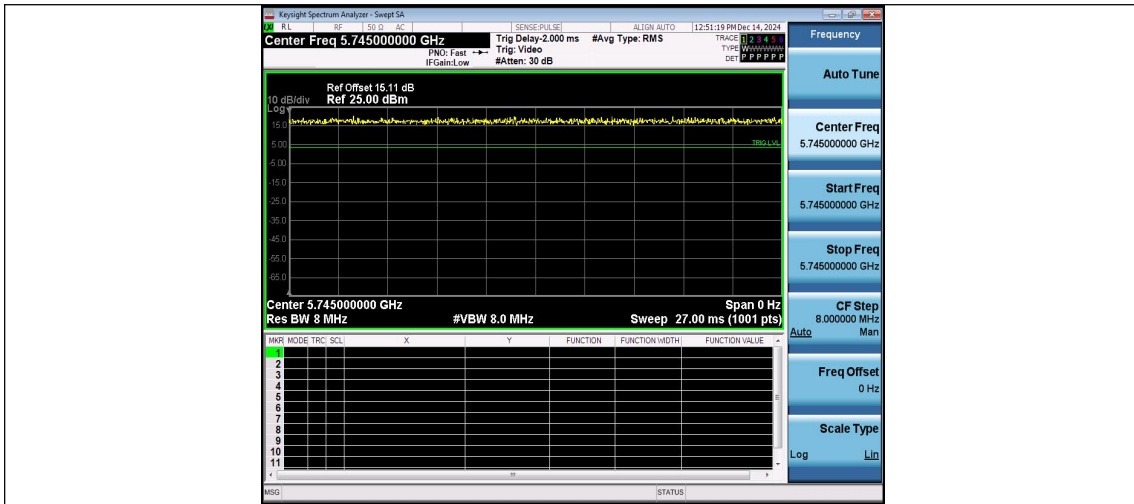 Keysight Spectrum Analyzer - Swept SA
RL RF 50 Ω AC SENSE:PULSE ALIGN AUTO 12:51:19 PM Dec 14, 2024
Center Freq 5.745000000 GHz
PNO: Fast
IFGain:Low
Trig Delay-2.000 ms
Trig: Video
#Atten: 30 dB
#Avg Type: RMS
TRACE 1 2 3 4 5 6
TYPE WWWWWW
DET P P P P P P
Ref Offset 15.11 dB
10 dB/div Ref 25.00 dBm
Log
15.0
5.00
TRIG LVL
-5.00
-15.0
-25.0
-35.0
-45.0
-55.0
-65.0
Center 5.745000000 GHz Span 0 Hz
Res BW 8 MHz #VBW 8.0 MHz Sweep 27.00 ms (1001 pts)
MKR MODE TRC SCL X Y FUNCTION FUNCTION WIDTH FUNCTION VALUE
1
2
3
4
5
6
7
8
9
10
11
MSG STATUS
Frequency
Auto Tune
Center Freq
5.745000000 GHz
Start Freq
5.745000000 GHz
Stop Freq
5.745000000 GHz
CF Step
8.000000 MHz
Auto Man
Freq Offset
0 Hz
Scale Type
Log Lin